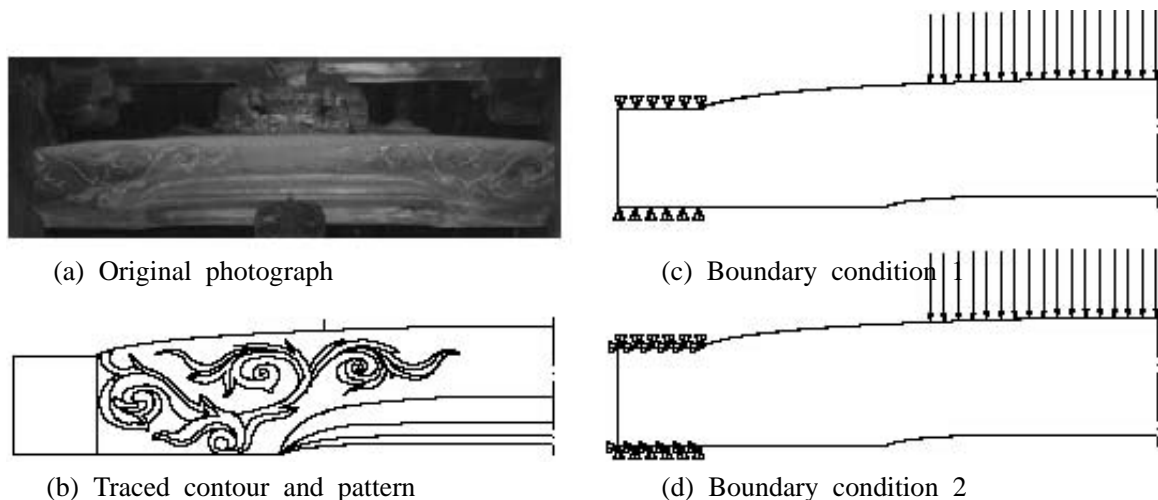 (a) Original photograph
(c) Boundary condition 1
(b) Traced contour and pattern
(d) Boundary condition 2